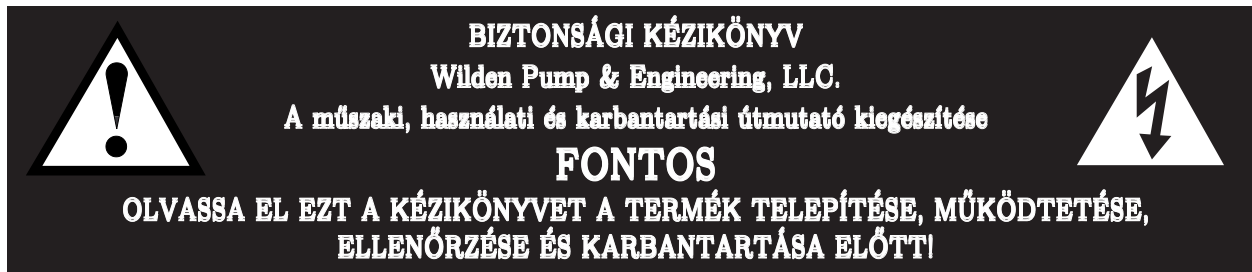 BIZTONSÁGI KÉZIKÖNYV
Wilden Pump & Engineering, LLC.
A műszaki, használati és karbantartási útmutató kiegészítése
FONTOS
OLVASSA EL EZT A KÉZIKÖNYVET A TERMÉK TELEPÍTÉSE, MŰKÖDTETÉSE,
ELLENŐRZÉSE ÉS KARBANTARTÁSA ELŐTT!